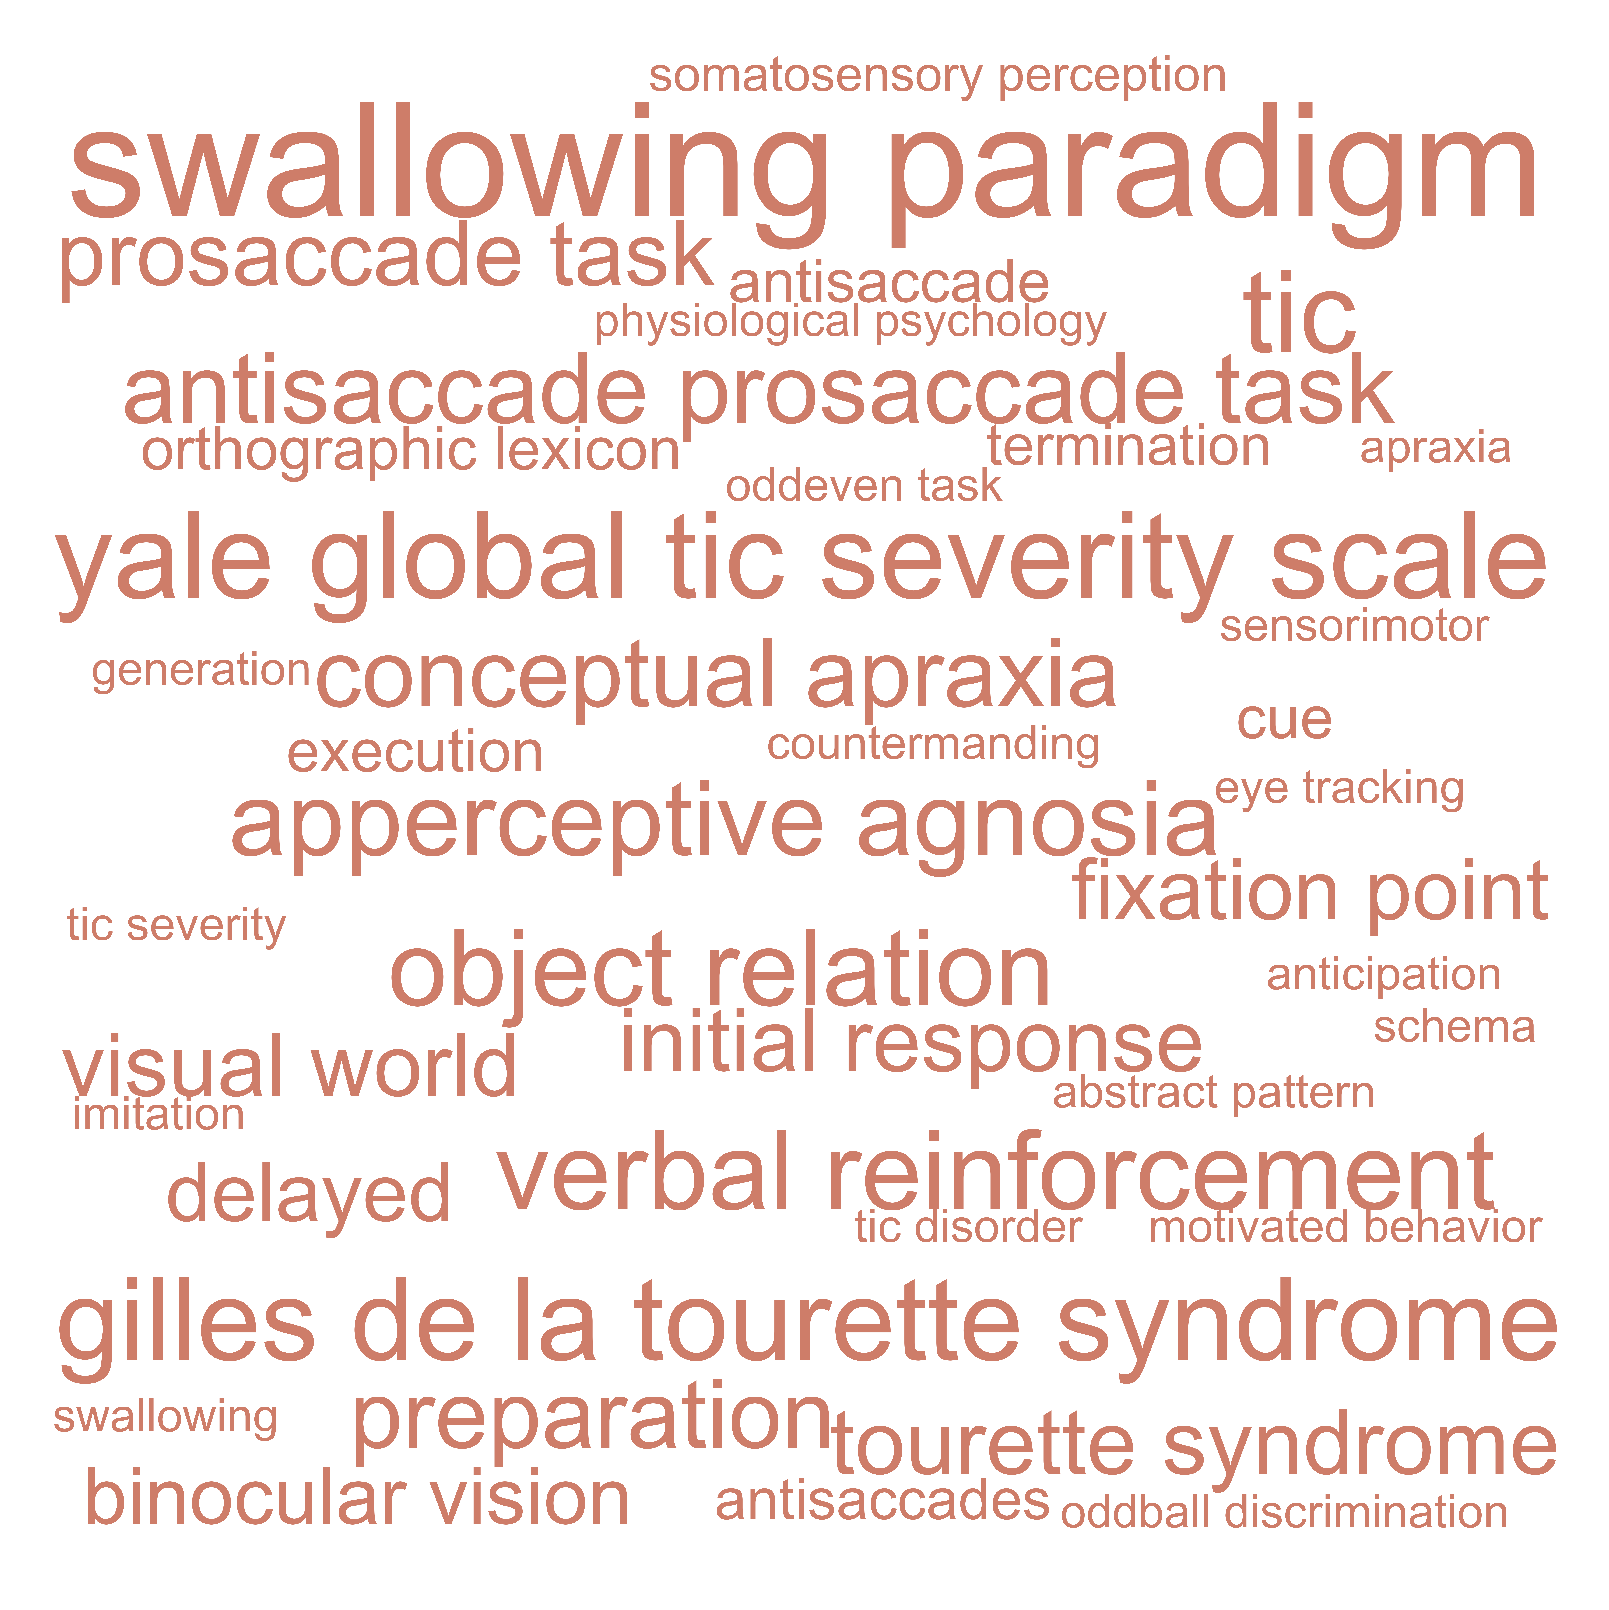 somatosensory perception
swallowing paradigm
prosaccade task
antisaccade
tic
physiological psychology
antisaccade prosaccade task
orthographic lexicon
termination
apraxia
oddeven task
yale global tic severity scale
sensorimotor
generation
conceptual apraxia
cue
execution
countermanding
eye tracking
apperceptive agnosia
fixation point
tic severity
object relation
anticipation
initial response
schema
visual world
abstract pattern
imitation
verbal reinforcement
delayed
tic disorder
motivated behavior
gilles de la tourette syndrome
swallowing
preparation
tourette syndrome
binocular vision
antisaccades
oddball discrimination